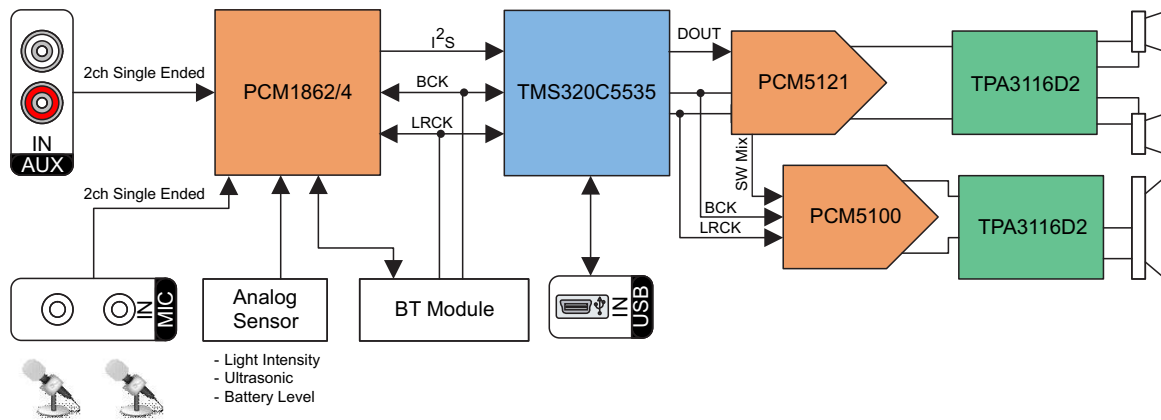 2ch Single Ended
IN
AUX
PCM1862/4
I²S
BCK
LRCK
TMS320C5535
DOUT
PCM5121
TPA3116D2
SW Mix
BCK
LRCK
PCM5100
TPA3116D2
2ch Single Ended
IN
MIC
Analog
Sensor
BT Module
IN
USB
- Light Intensity
- Ultrasonic
- Battery Level